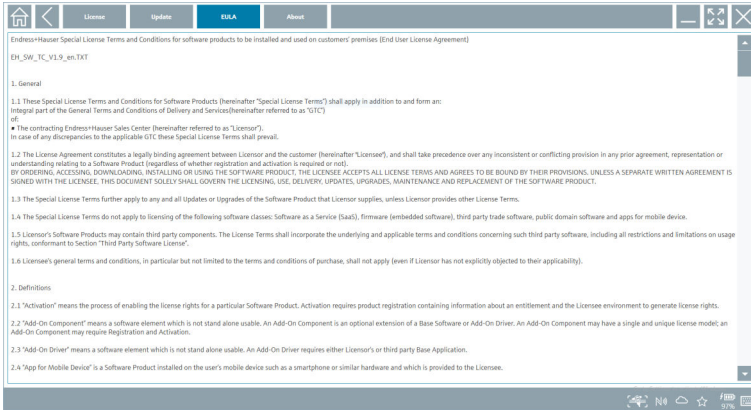 License
Update
EULA
About
Endress+Hauser Special License Terms and Conditions for software products to be installed and used on customers' premises (End User License Agreement)
EH_SW_TC_V1.9_en.TXT
1. General
1.1 These Special License Terms and Conditions for Software Products (hereinafter "Special License Terms") shall apply in addition to and form an:
Integral part of the General Terms and Conditions of Delivery and Services(hereinafter referred to as "GTC")
of:
▪ The contracting Endress+Hauser Sales Center (hereinafter referred to as "Licensor").
In case of any discrepancies to the applicable GTC these Special License Terms shall prevail.
1.2 The License Agreement constitutes a legally binding agreement between Licensor and the customer (hereinafter "Licensee"), and shall take precedence over any inconsistent or conflicting provision in any prior agreement, representation or
understanding relating to a Software Product (regardless of whether registration and activation is required or not).
BY ORDERING, ACCESSING, DOWNLOADING, INSTALLING OR USING THE SOFTWARE PRODUCT, THE LICENSEE ACCEPTS ALL LICENSE TERMS AND AGREES TO BE BOUND BY THEIR PROVISIONS. UNLESS A SEPARATE WRITTEN AGREEMENT IS
SIGNED WITH THE LICENSEE, THIS DOCUMENT SOLELY SHALL GOVERN THE LICENSING, USE, DELIVERY, UPDATES, UPGRADES, MAINTENANCE AND REPLACEMENT OF THE SOFTWARE PRODUCT.
1.3 The Special License Terms further apply to any and all Updates or Upgrades of the Software Product that Licensor supplies, unless Licensor provides other License Terms.
1.4 The Special License Terms do not apply to licensing of the following software classes: Software as a Service (SaaS), firmware (embedded software), third party trade software, public domain software and apps for mobile device.
1.5 Licensor's Software Products may contain third party components. The License Terms shall incorporate the underlying and applicable terms and conditions concerning such third party software, including all restrictions and limitations on usage
rights, conformant to Section "Third Party Software License".
1.6 Licensee's general terms and conditions, in particular but not limited to the terms and conditions of purchase, shall not apply (even if Licensor has not explicitly objected to their applicability).
2. Definitions
2.1 "Activation" means the process of enabling the license rights for a particular Software Product. Activation requires product registration containing information about an entitlement and the Licensee environment to generate license rights.
2.2 "Add-On Component" means a software element which is not stand alone usable. An Add-On Component is an optional extension of a Base Software or Add-On Driver. An Add-On Component may have a single and unique license model; an
Add-On Component may require Registration and Activation.
2.3 "Add-On Driver" means a software element which is not stand alone usable. An Add-On Driver requires either Licensor's or third party Base Application.
2.4 "App for Mobile Device" is a Software Product installed on the user's mobile device such as a smartphone or similar hardware and which is provided to the Licensee.
97%